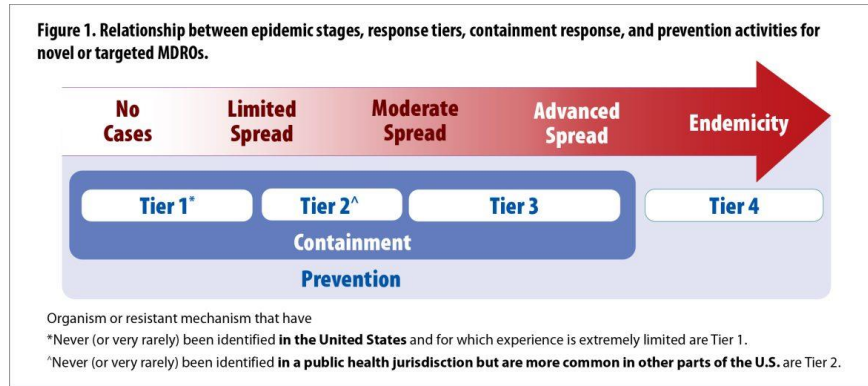 Figure 1. Relationship between epidemic stages, response tiers, containment response, and prevention activities for
novel or targeted MDROs.
No Cases
Limited Spread
Moderate Spread
Advanced Spread
Endemicity
Tier 1*
Tier 2^
Tier 3
Tier 4
Containment
Prevention
Organism or resistant mechanism that have
*Never (or very rarely) been identified in the United States and for which experience is extremely limited are Tier 1.
^Never (or very rarely) been identified in a public health jurisdisction but are more common in other parts of the U.S. are Tier 2.